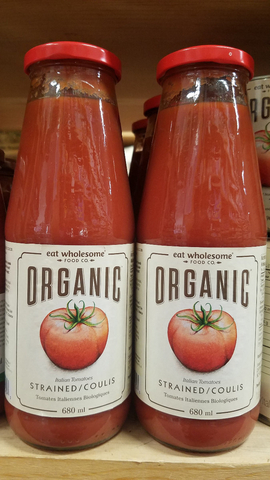 eat wholesome®
FOOD CO.
ORGANIC
Italian Tomatoes
STRAINED/COULIS
Tomates Italiennes Biologiques
680 ml
eat wholesome®
FOOD CO.
ORGANIC
Italian Tomatoes
STRAINED/COULIS
Tomates Italiennes Biologiques
680 ml